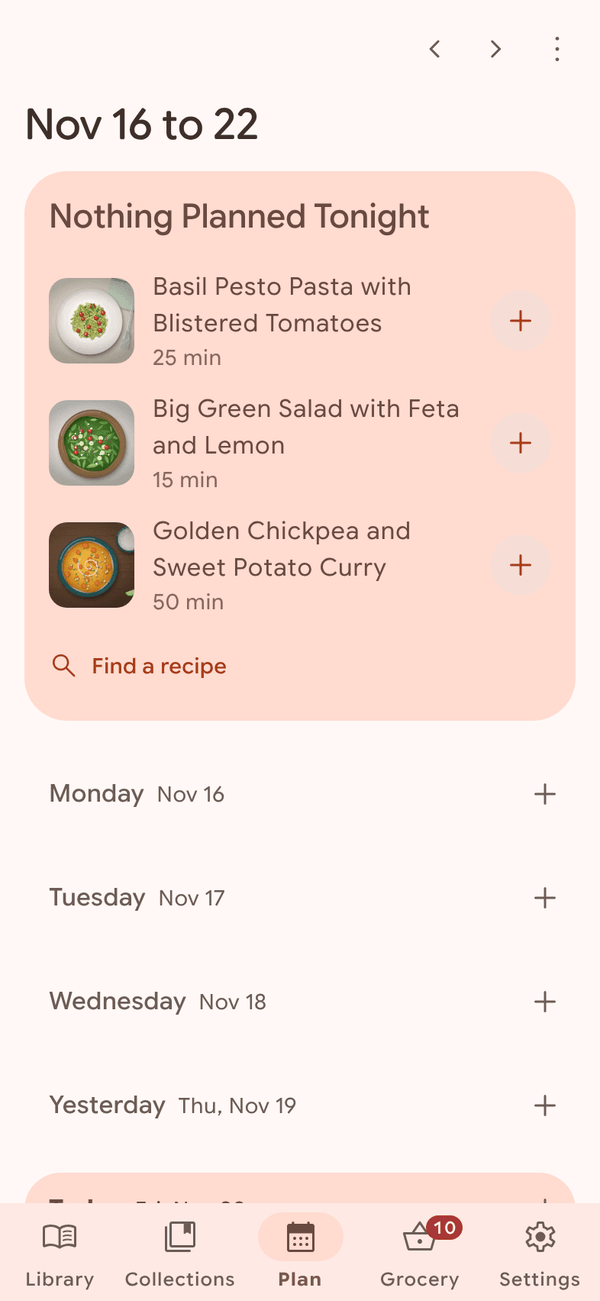 Nov 16 to 22
Nothing Planned Tonight
Basil Pesto Pasta with
Blistered Tomatoes
25 min
Big Green Salad with Feta
and Lemon
15 min
Golden Chickpea and
Sweet Potato Curry
50 min
Find a recipe
Monday Nov 16
Tuesday Nov 17
Wednesday Nov 18
Yesterday Thu, Nov 19
10
Library Collections Plan Grocery Settings